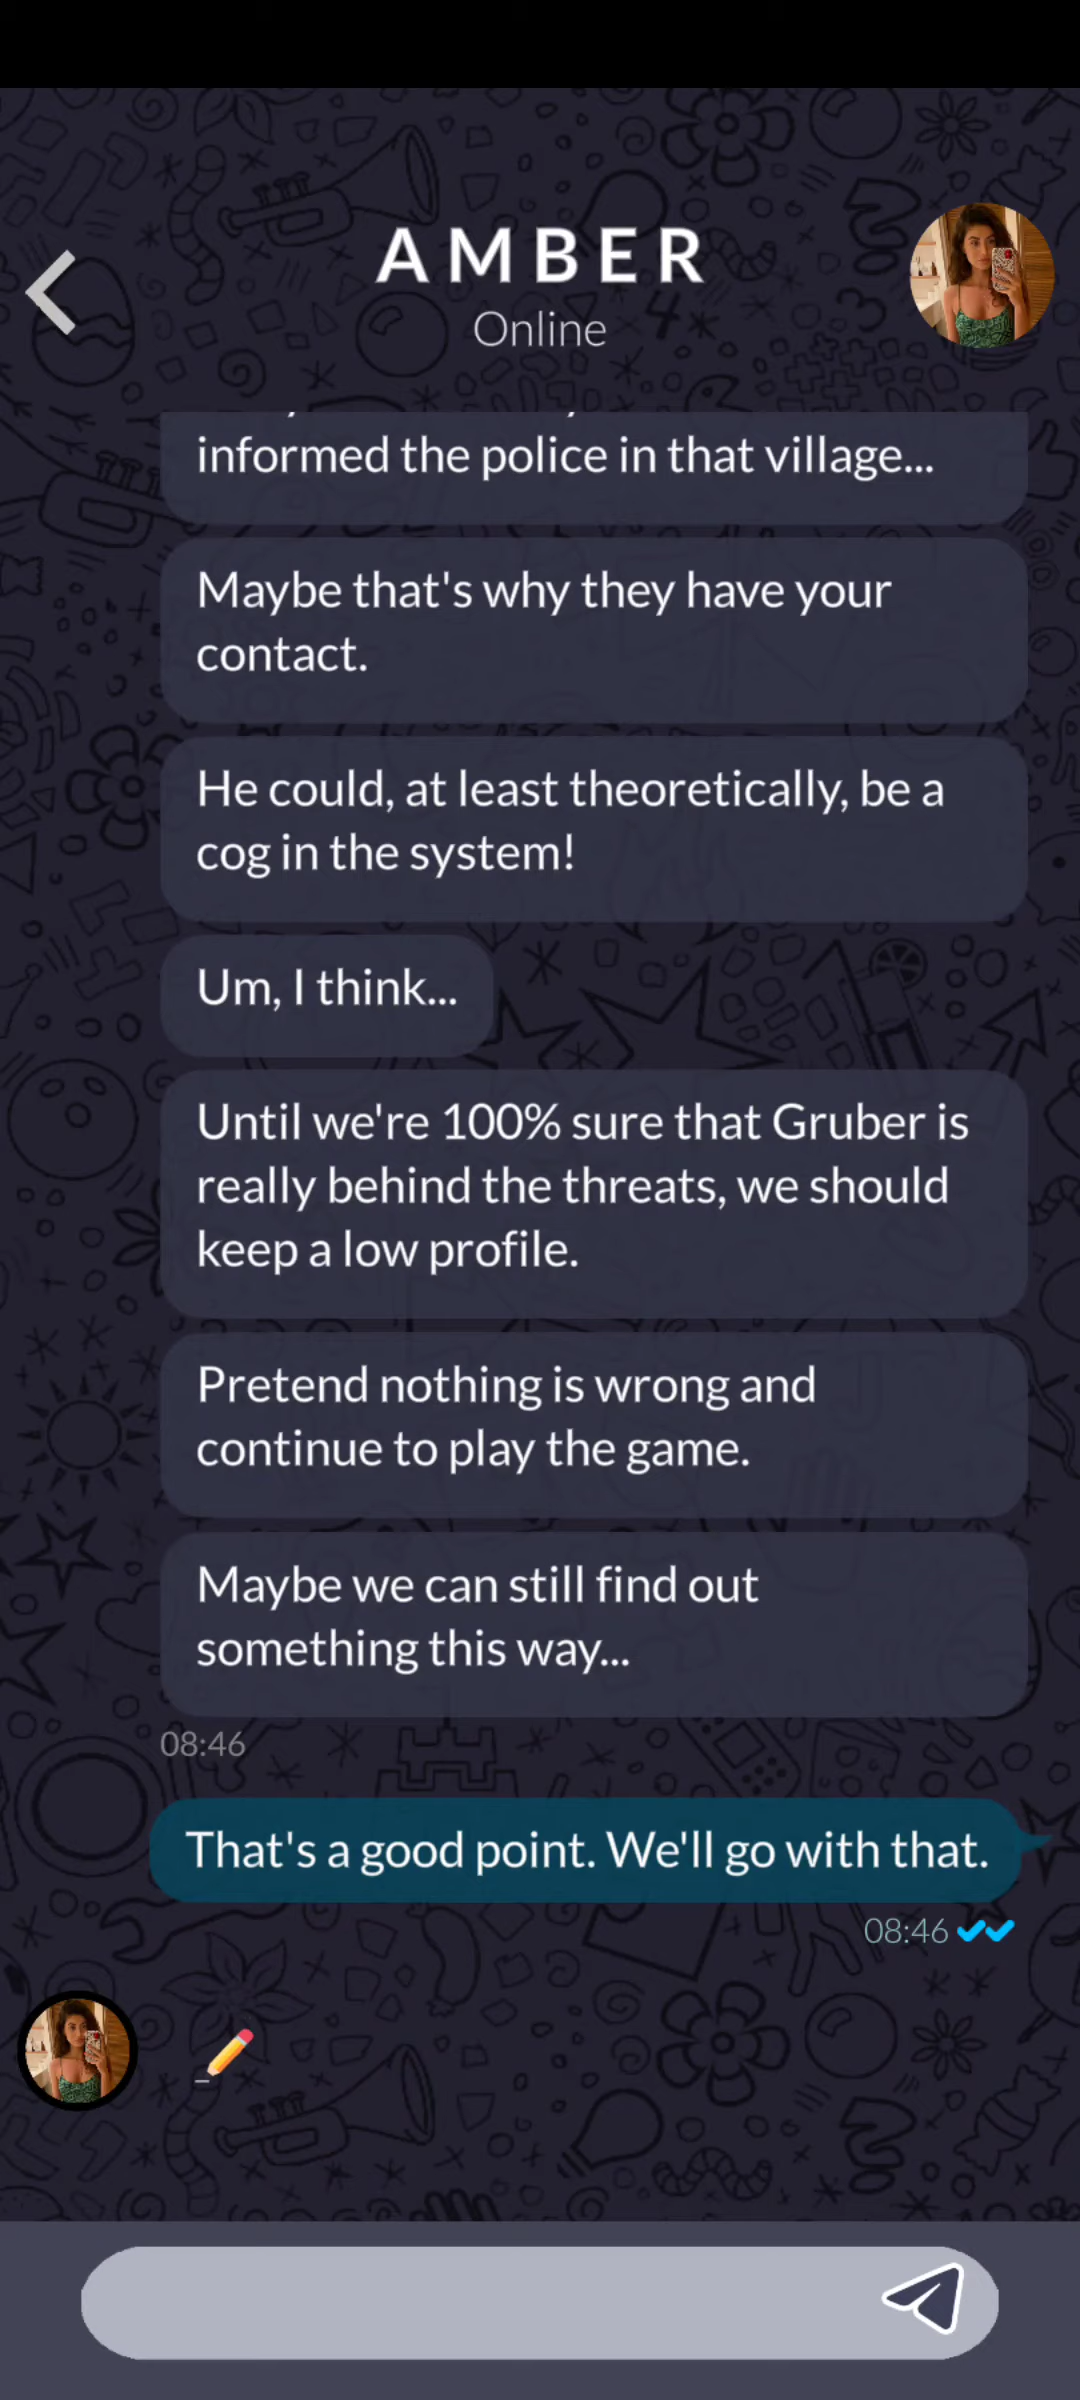 AMBER
Online
informed the police in that village...
Maybe that's why they have your
contact.
He could, at least theoretically, be a
cog in the system!
Um, I think...
Until we're 100% sure that Gruber is
really behind the threats, we should
keep a low profile.
Pretend nothing is wrong and
continue to play the game.
Maybe we can still find out
something this way...
08:46
That's a good point. We'll go with that.
08:46